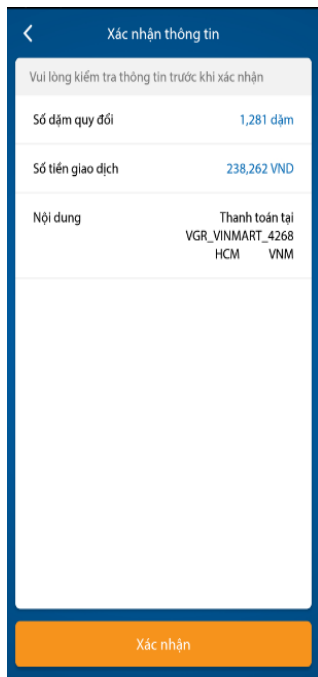 Xác nhận thông tin
Vui lòng kiểm tra thông tin trước khi xác nhận
Số dặm quy đổi 1,281 dặm
Số tiền giao dịch 238,262 VND
Nội dung Thanh toán tại
VGR_VINMART_4268
HCM VNM
Xác nhận